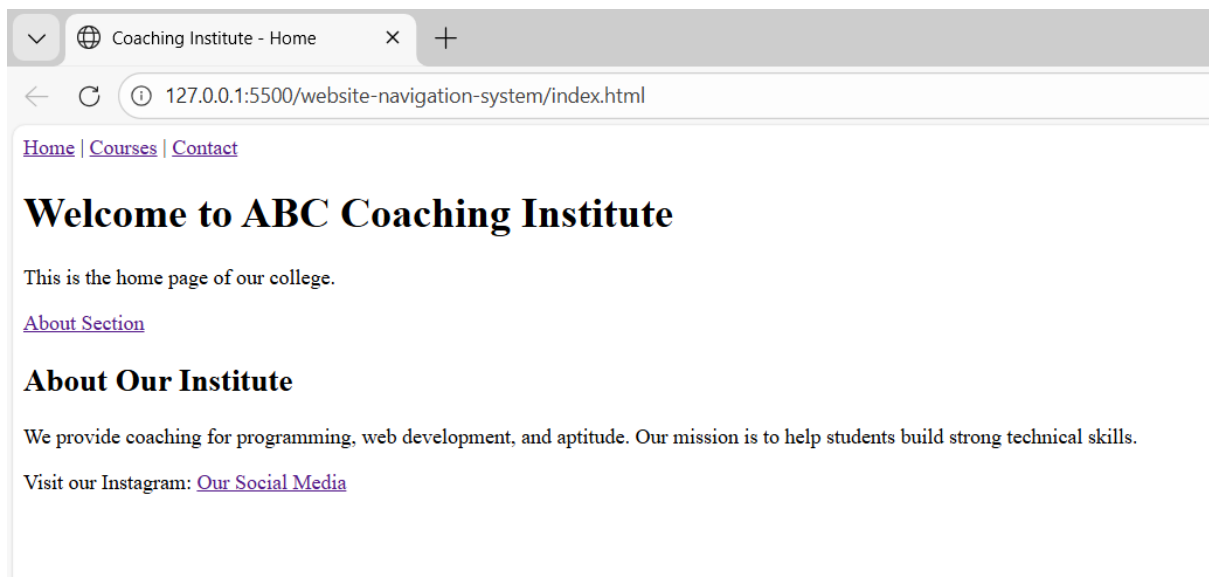 Coaching Institute - Home
127.0.0.1:5500/website-navigation-system/index.html
Home | Courses | Contact
Welcome to ABC Coaching Institute
This is the home page of our college.
About Section
About Our Institute
We provide coaching for programming, web development, and aptitude. Our mission is to help students build strong technical skills.
Visit our Instagram: Our Social Media